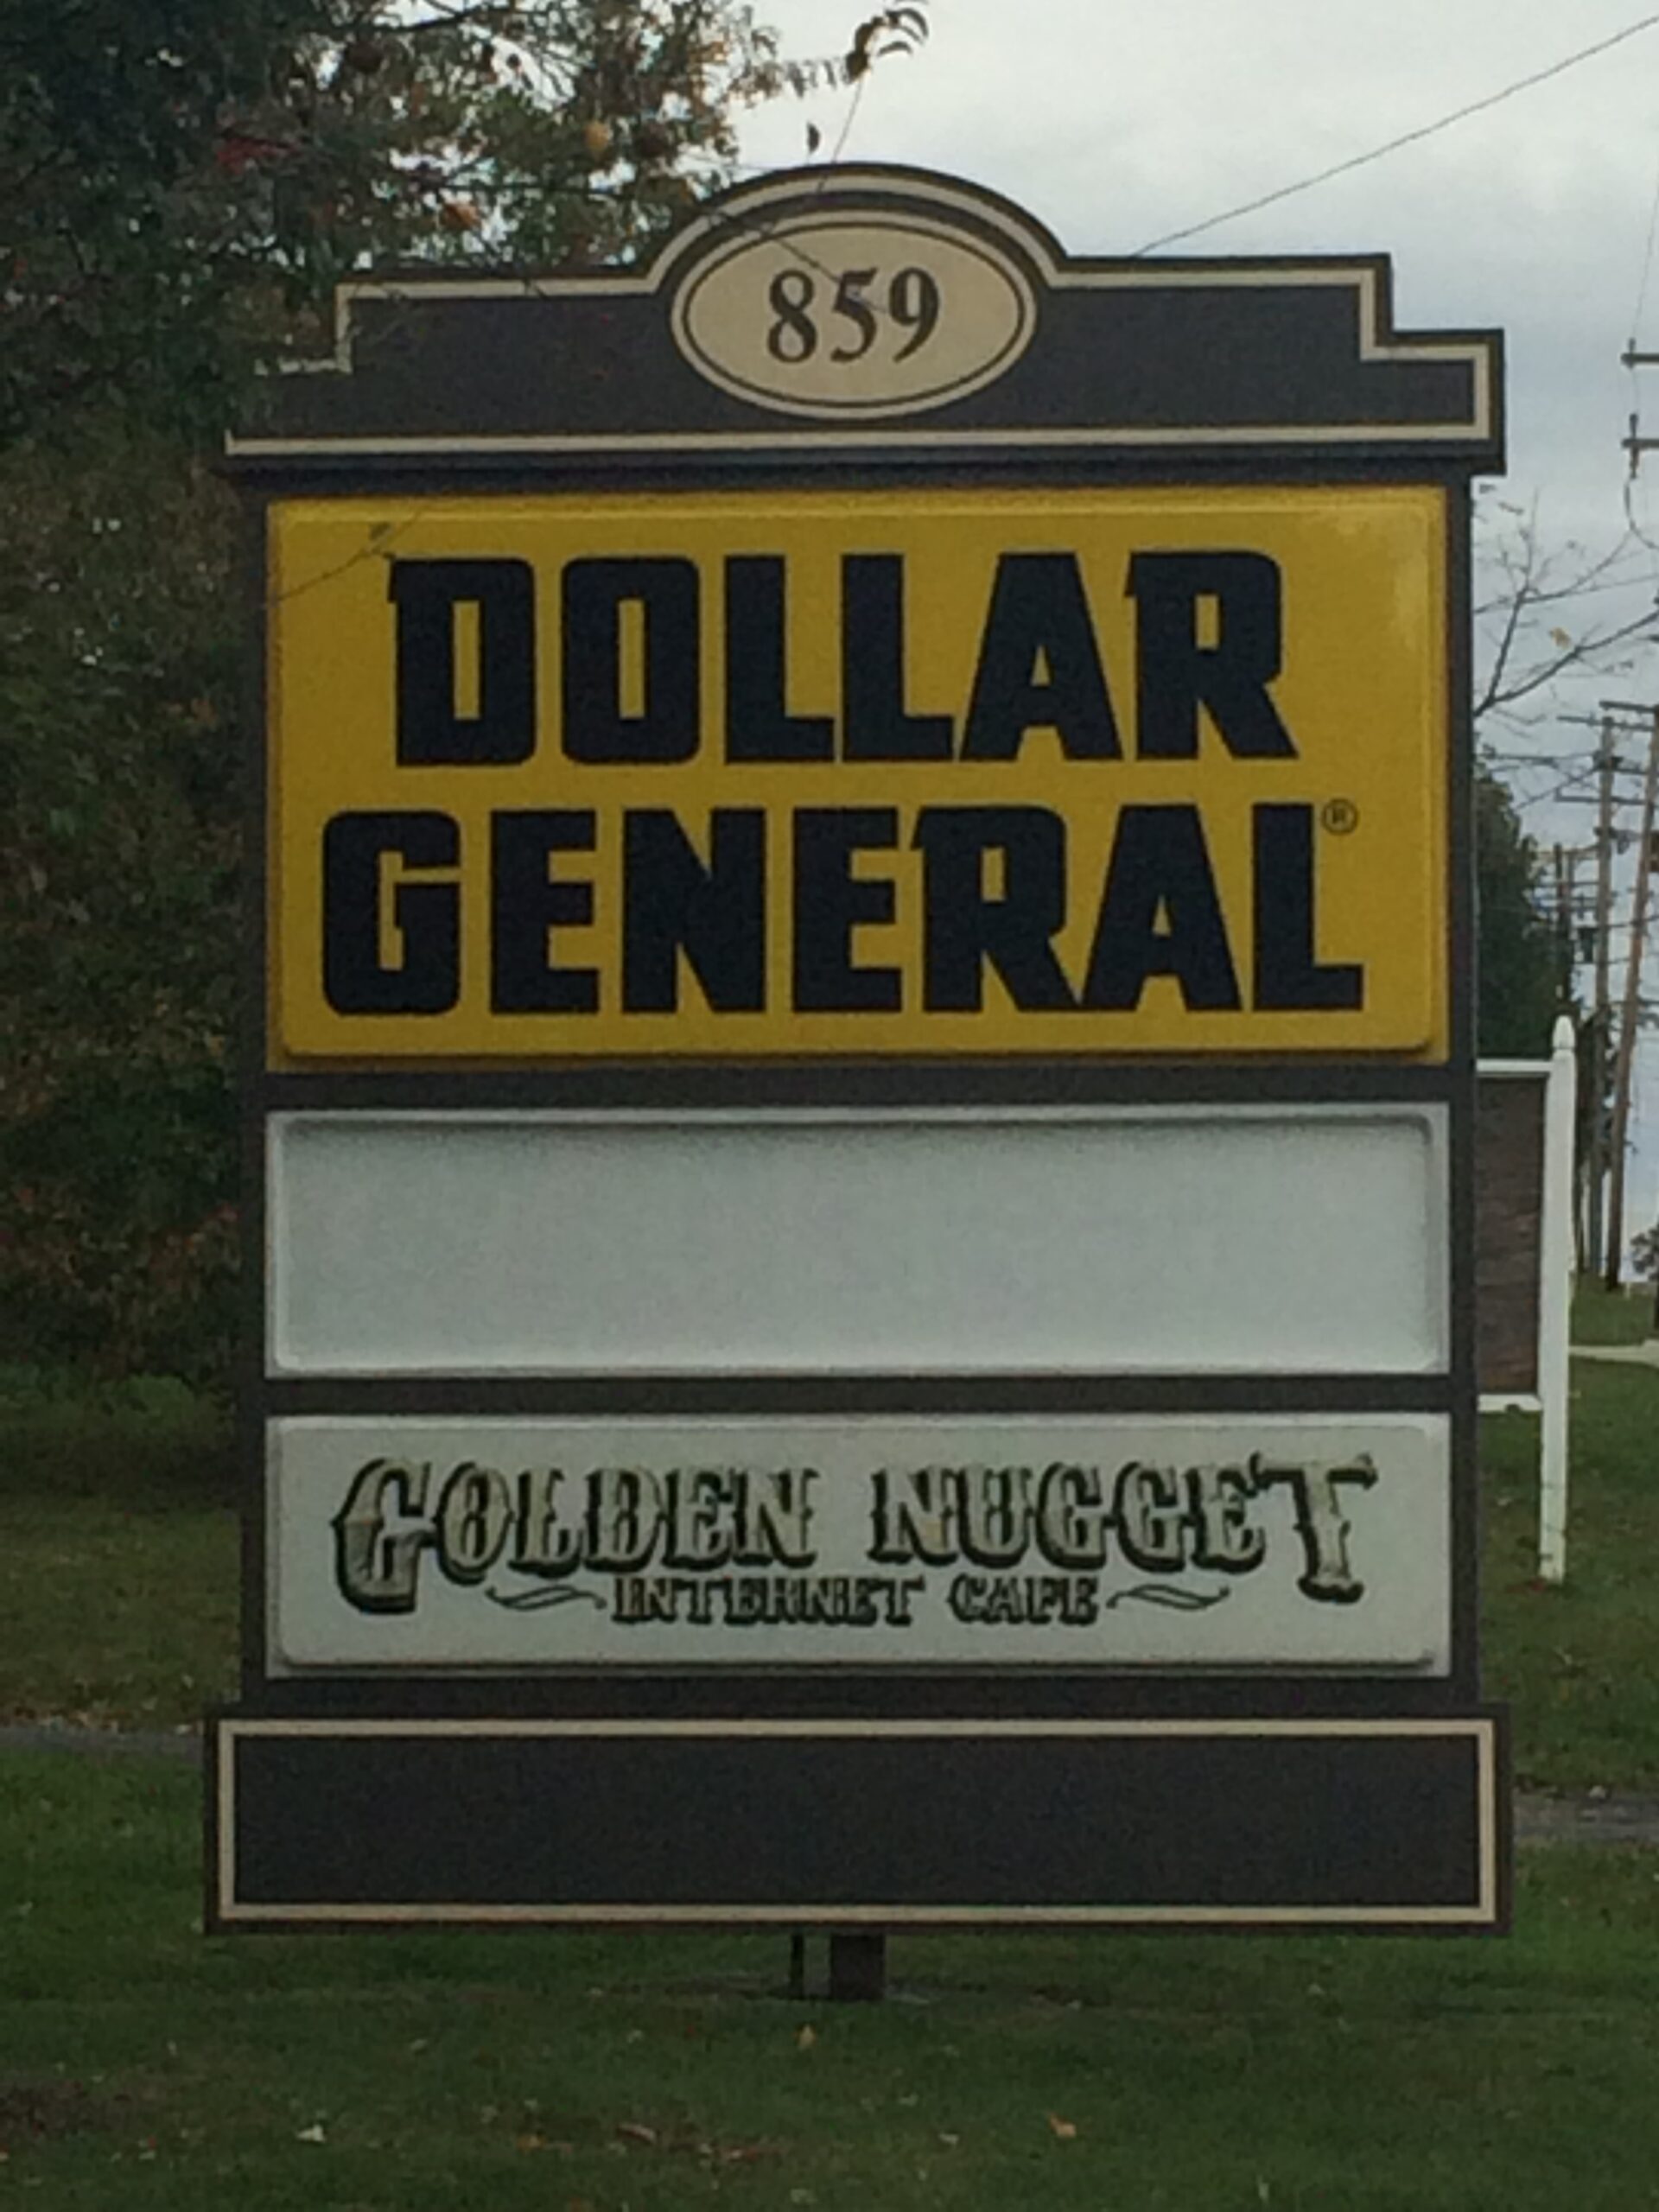 859
DOLLAR
GENERAL®
GOLDEN NUGGET
INTERNET CAFE